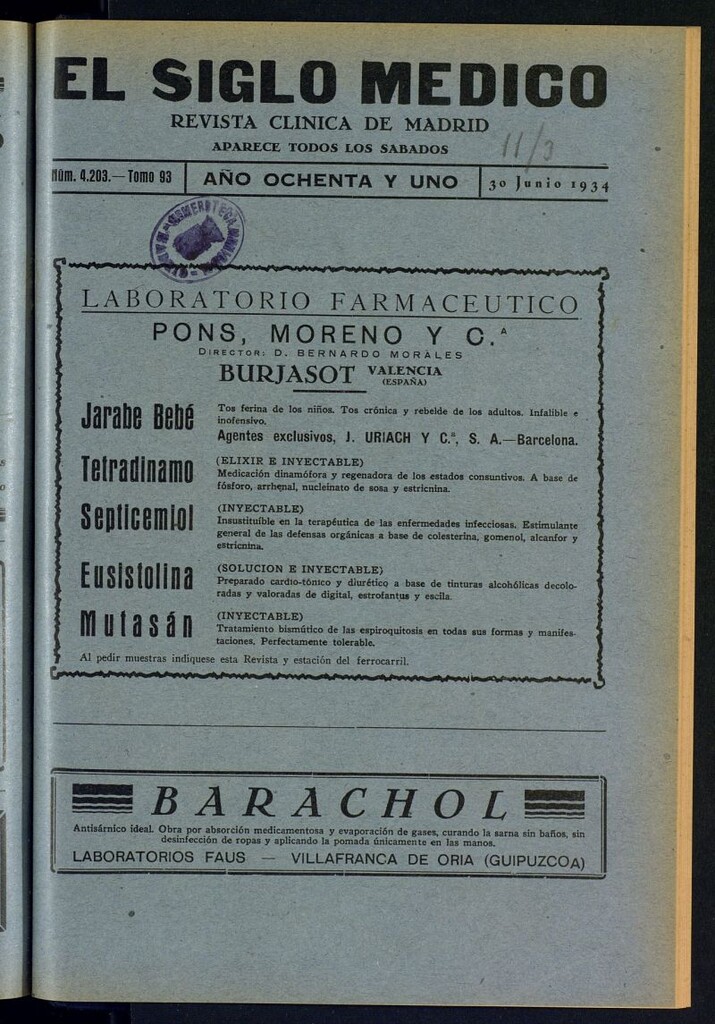 EL SIGLO MEDICO
REVISTA CLINICA DE MADRID
APARECE TODOS LOS SABADOS
11/3
Núm. 4.203.—Tomo 93
AÑO OCHENTA Y UNO
30 Junio 1934
HEMEROTECA
MADRID
LABORATORIO FARMACEUTICO
PONS, MORENO Y C.ª
DIRECTOR: D. BERNARDO MORALES
BURJASOT VALENCIA
(ESPAÑA)
Jarabe Bebé
Tos ferina de los niños. Tos crónica y rebelde de los adultos. Infalible e
inofensivo.
Agentes exclusivos, J. URIACH Y C.ª, S. A.—Barcelona.
Tetradinamo
(ELIXIR E INYECTABLE)
Medicación dinamófora y regenadora de los estados consuntivos. A base de
fósforo, arrhenal, nucleinato de sosa y estricnina.
Septicemiol
(INYECTABLE)
Insustituíble en la terapéutica de las enfermedades infecciosas. Estimulante
general de las defensas orgánicas a base de colesterina, gomenol, alcanfor y
estricnina.
Eusistolina
(SOLUCION E INYECTABLE)
Preparado cardio-tónico y diurético a base de tinturas alcohólicas decolo-
radas y valoradas de digital, estrofantus y escila.
Mutasán
(INYECTABLE)
Tratamiento bismútico de las espiroquitosis en todas sus formas y manifes-
taciones. Perfectamente tolerable.
Al pedir muestras indíquese esta Revista y estación del ferrocarril.
BARACHOL
Antisárnico ideal. Obra por absorción medicamentosa y evaporación de gases, curando la sarna sin baños, sin
desinfección de ropas y aplicando la pomada únicamente en las manos.
LABORATORIOS FAUS — VILLAFRANCA DE ORIA (GUIPUZCOA)